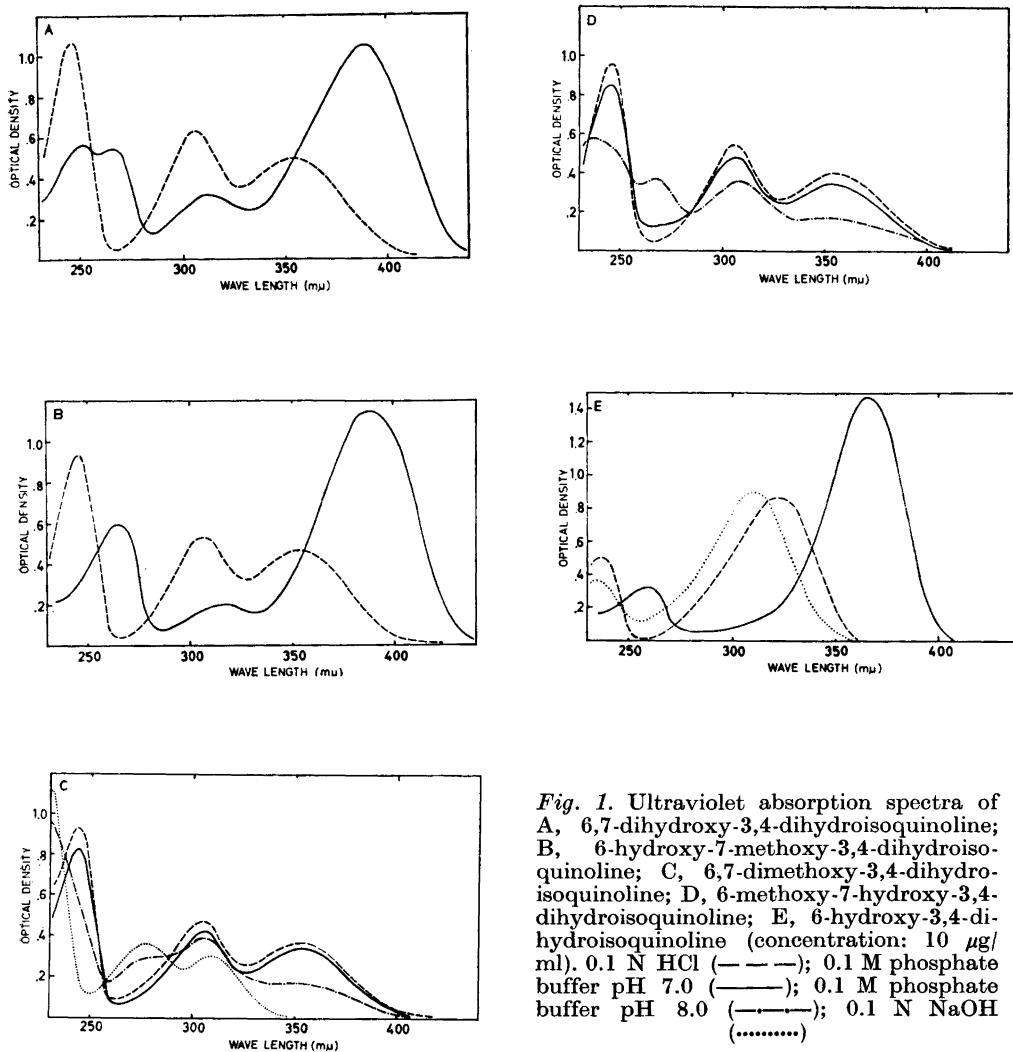 A
1.0
.8
.6
.4
.2
OPTICAL DENSITY
250 300 350 400
WAVE LENGTH (mμ)
D
1.0
.8
.6
.4
.2
OPTICAL DENSITY
250 300 350 400
WAVE LENGTH (mμ)
B
1.0
.8
.6
.4
.2
OPTICAL DENSITY
250 300 350 400
WAVE LENGTH (mμ)
E
1.4
1.2
1.0
.8
.6
.4
.2
OPTICAL DENSITY
250 300 350 400
WAVE LENGTH (mμ)
C
1.0
.8
.6
.4
.2
OPTICAL DENSITY
250 300 350 400
WAVE LENGTH (mμ)
Fig. 1. Ultraviolet absorption spectra of
A, 6,7-dihydroxy-3,4-dihydroisoquinoline;
B, 6-hydroxy-7-methoxy-3,4-dihydroiso-
quinoline; C, 6,7-dimethoxy-3,4-dihydro-
isoquinoline; D, 6-methoxy-7-hydroxy-3,4-
dihydroisoquinoline; E, 6-hydroxy-3,4-di-
hydroisoquinoline (concentration: 10 μg/
ml). 0.1 N HCl (— — —); 0.1 M phosphate
buffer pH 7.0 (———); 0.1 M phosphate
buffer pH 8.0 (—·—·—); 0.1 N NaOH
(··········)